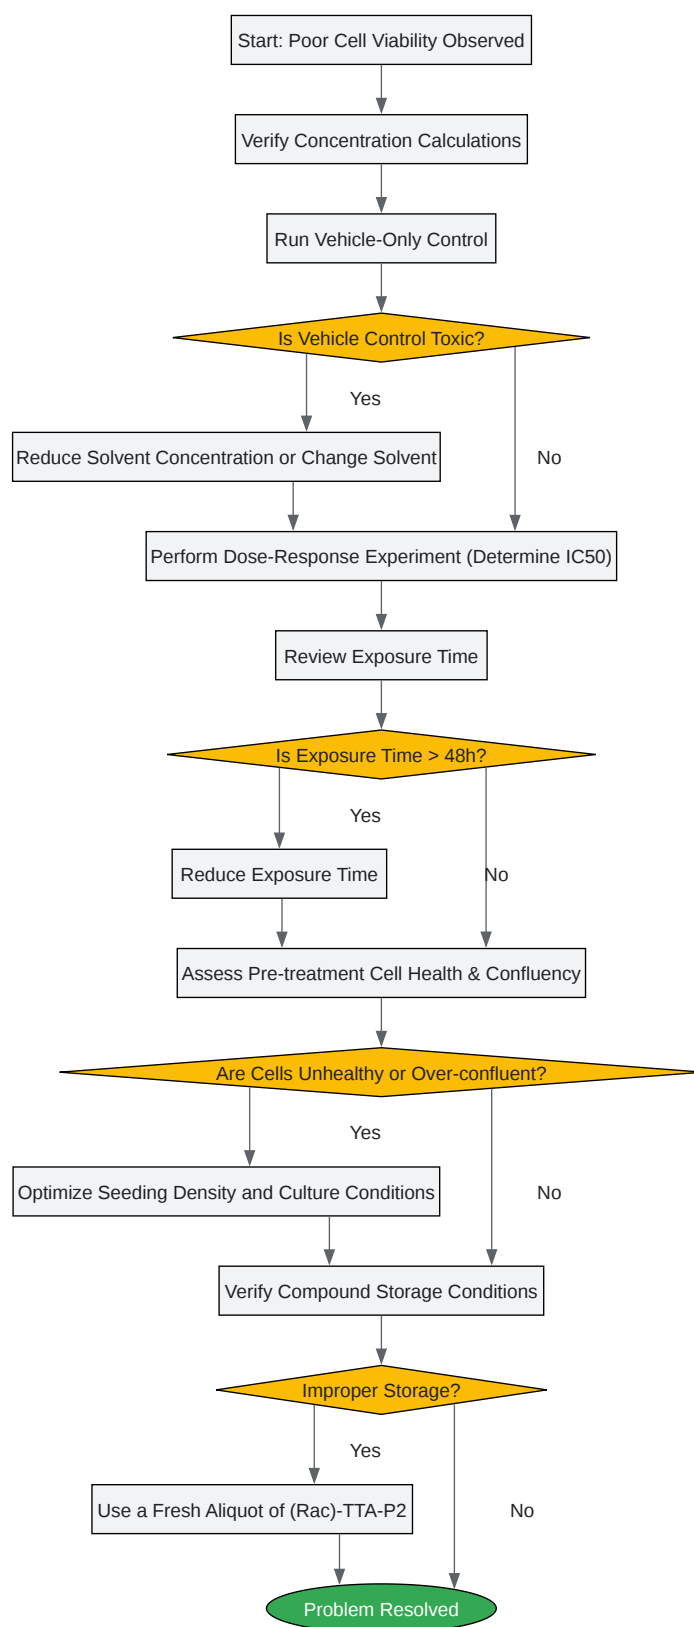 Start: Poor Cell Viability Observed
Verify Concentration Calculations
Run Vehicle-Only Control
Is Vehicle Control Toxic?
Yes
Reduce Solvent Concentration or Change Solvent
No
Perform Dose-Response Experiment (Determine IC50)
Review Exposure Time
Is Exposure Time > 48h?
Yes
Reduce Exposure Time
No
Assess Pre-treatment Cell Health & Confluency
Are Cells Unhealthy or Over-confluent?
Yes
Optimize Seeding Density and Culture Conditions
No
Verify Compound Storage Conditions
Improper Storage?
Yes
Use a Fresh Aliquot of (Rac)-TTA-P2
No
Problem Resolved